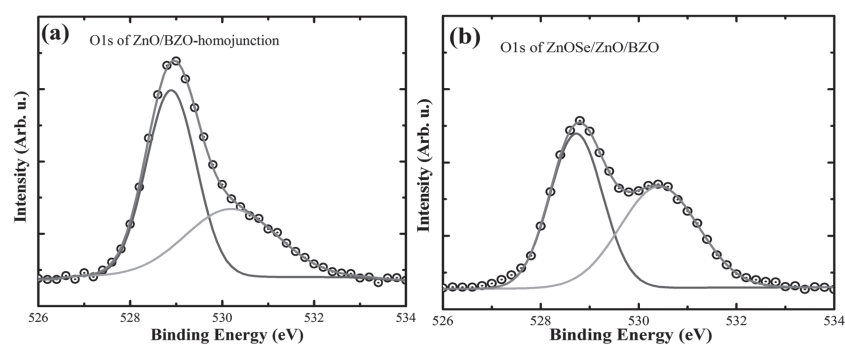 (a)
O1s of ZnO/BZO-homojunction
Intensity (Arb. u.)
526 528 530 532 534
Binding Energy (eV)
(b)
O1s of ZnOSe/ZnO/BZO
Intensity (Arb. u.)
526 528 530 532 534
Binding Energy (eV)